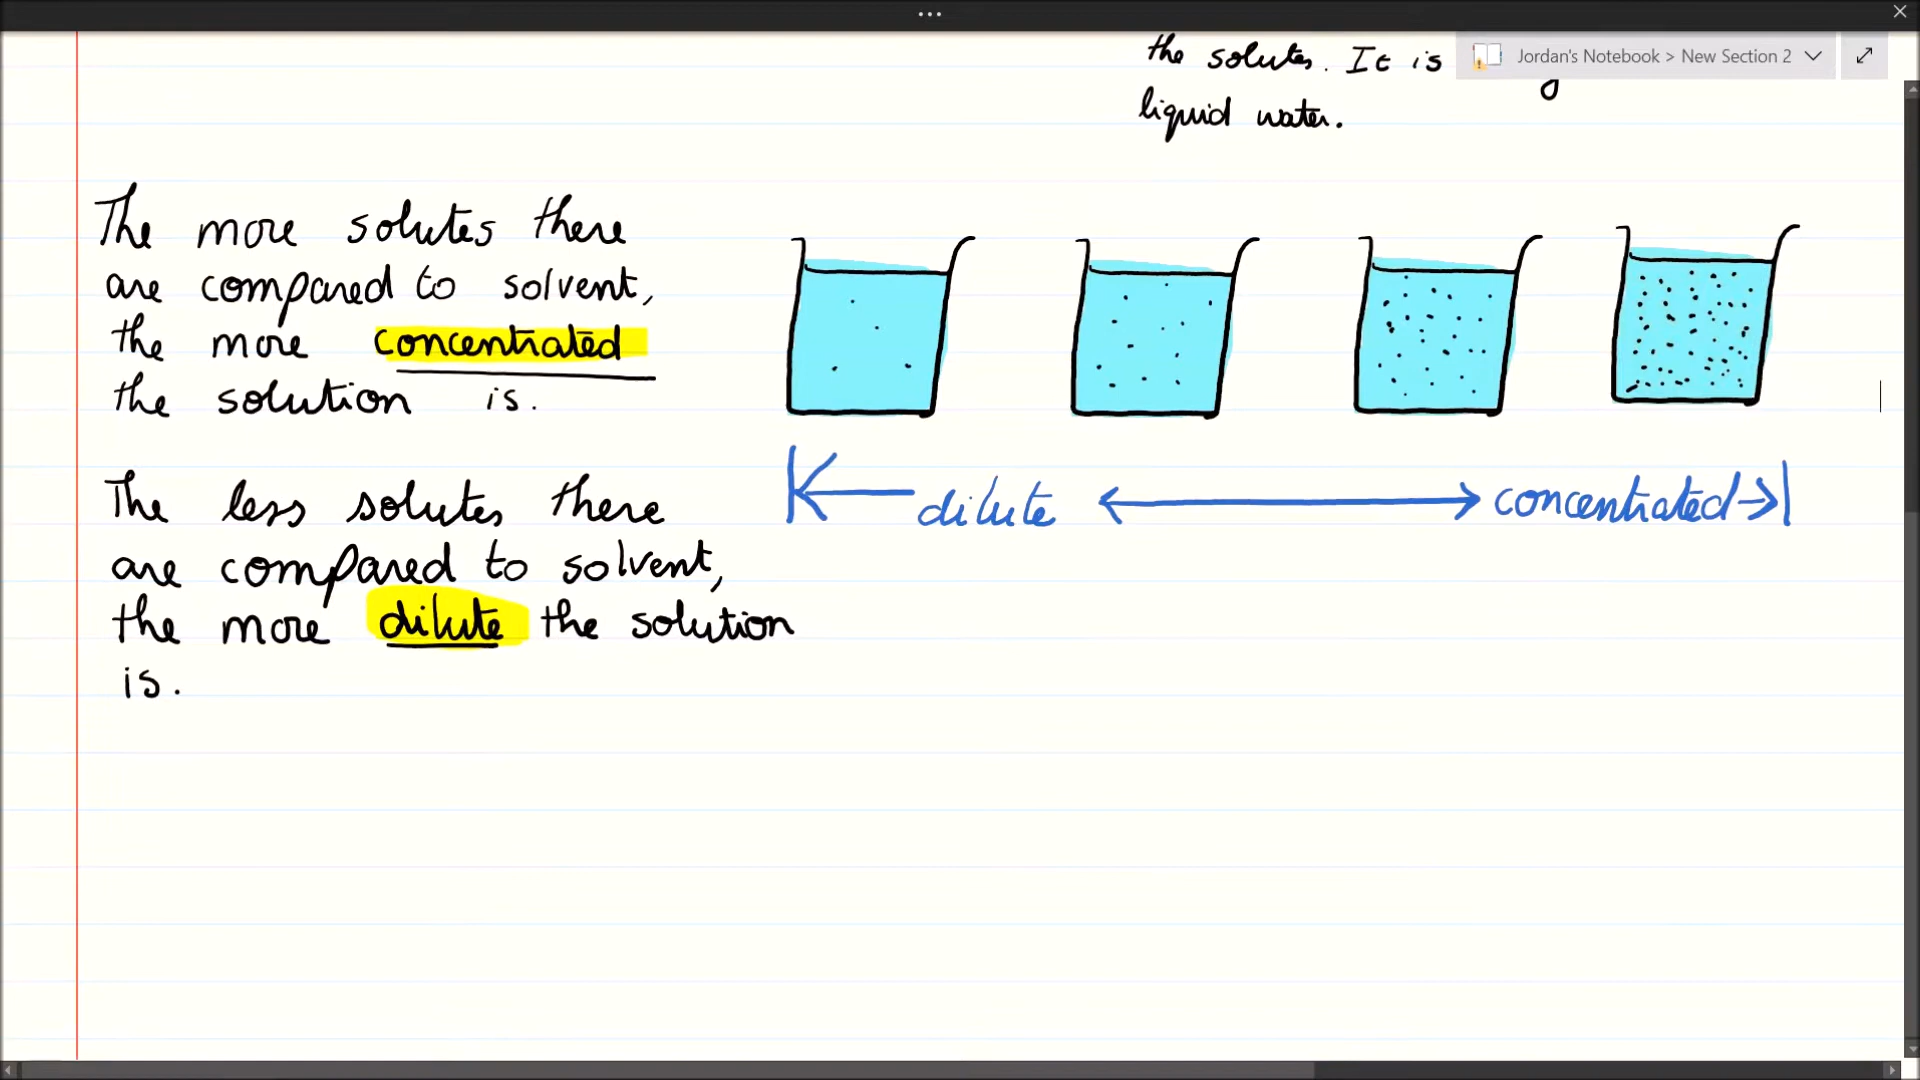 the solutes. It is
Jordan's Notebook > New Section 2
liquid water.
The more solutes there
are compared to solvent,
the more concentrated
the solution is.
The less solutes there
are compared to solvent,
the more dilute the solution
is.
dilute
concentrated